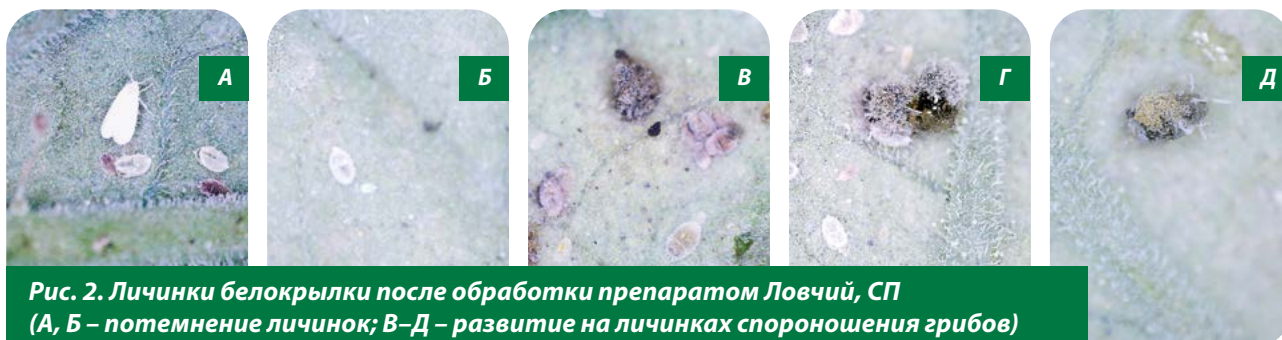 А
Б
В
Г
Д
Рис. 2. Личинки белокрылки после обработки препаратом Ловчий, СП
(А, Б – потемнение личинок; В–Д – развитие на личинках спороношения грибов)